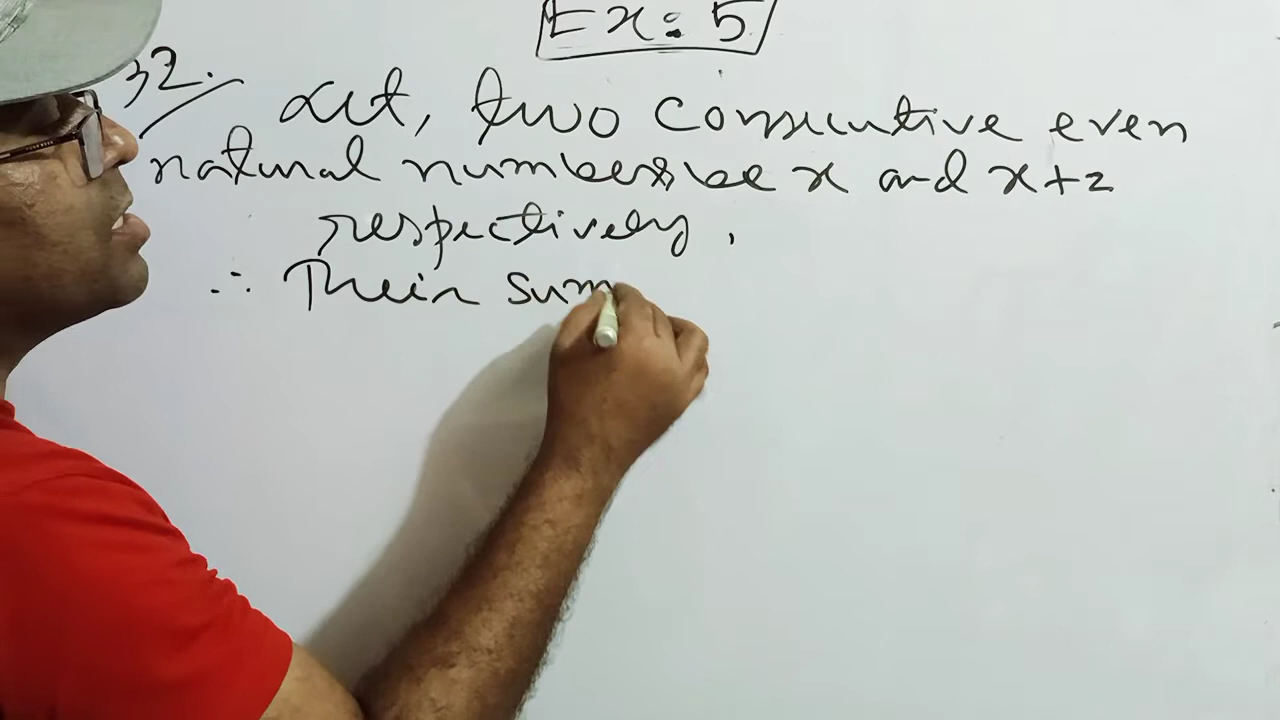 Ex: 5
32. Let, two consecutive even
natural numbers be x and x+2
respectively,
∴ Their sum